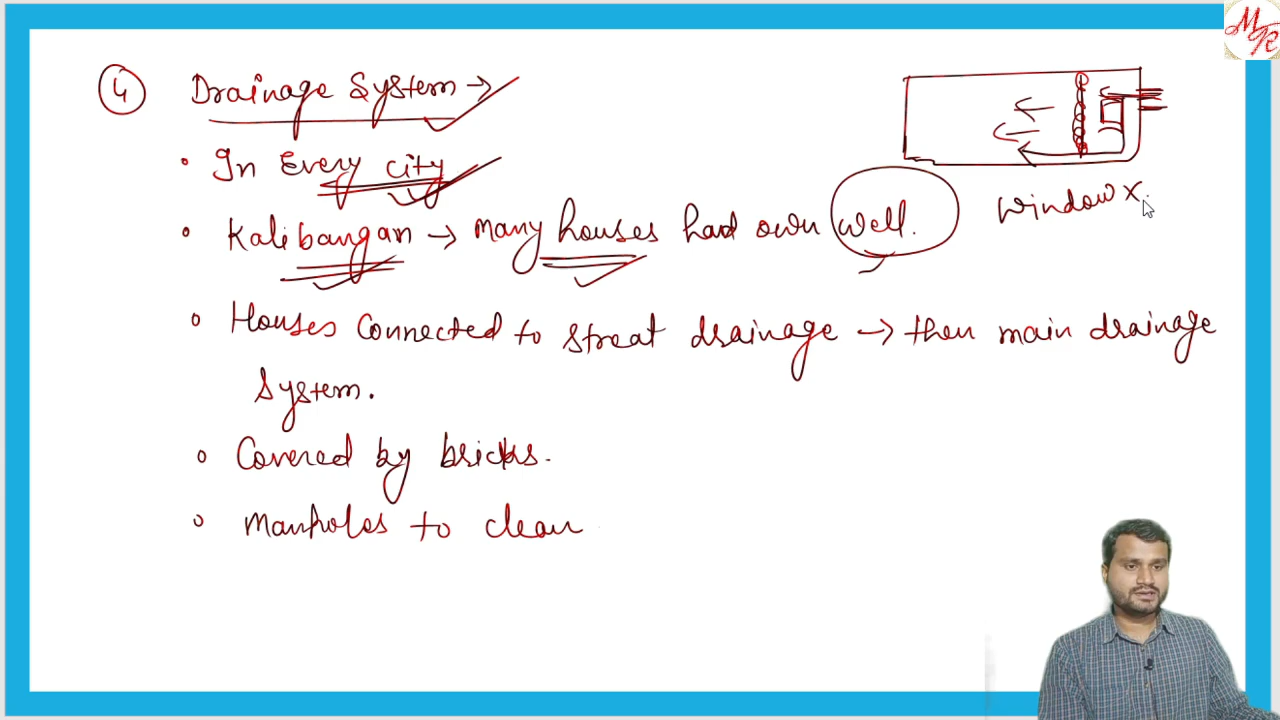 MR
4 Drainage System →
• In Every city
• Kalibangan → many houses had own well.
window x.
• Houses connected to streat drainage → then main drainage
system.
• Covered by bricks.
• Manholes to clean